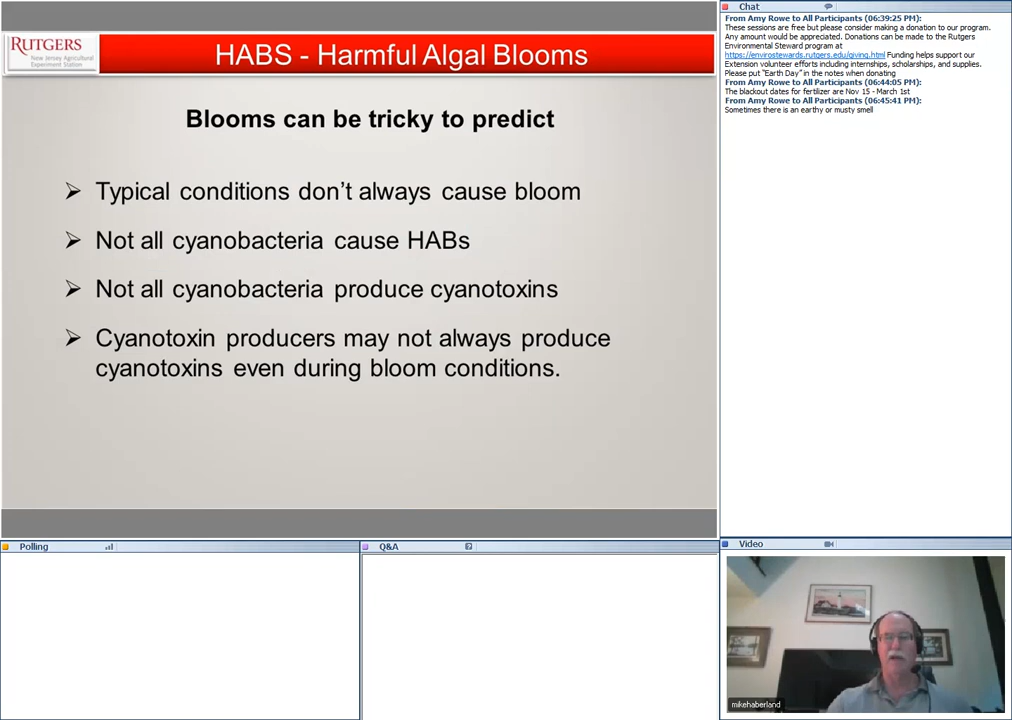 RUTGERS
New Jersey Agricultural
Experiment Station
HABS - Harmful Algal Blooms
Blooms can be tricky to predict
➢ Typical conditions don't always cause bloom
➢ Not all cyanobacteria cause HABs
➢ Not all cyanobacteria produce cyanotoxins
➢ Cyanotoxin producers may not always produce
cyanotoxins even during bloom conditions.
Chat
From Amy Rowe to All Participants (06:39:25 PM):
These sessions are free but please consider making a donation to our program.
Any amount would be appreciated. Donations can be made to the Rutgers
Environmental Steward program at
https://envirostewards.rutgers.edu/giving.html Funding helps support our
Extension volunteer efforts including internships, scholarships, and supplies.
Please put "Earth Day" in the notes when donating
From Amy Rowe to All Participants (06:44:05 PM):
The blackout dates for fertilizer are Nov 15 - March 1st
From Amy Rowe to All Participants (06:45:41 PM):
Sometimes there is an earthy or musty smell
Polling
Q&A
Video
mikehaberland